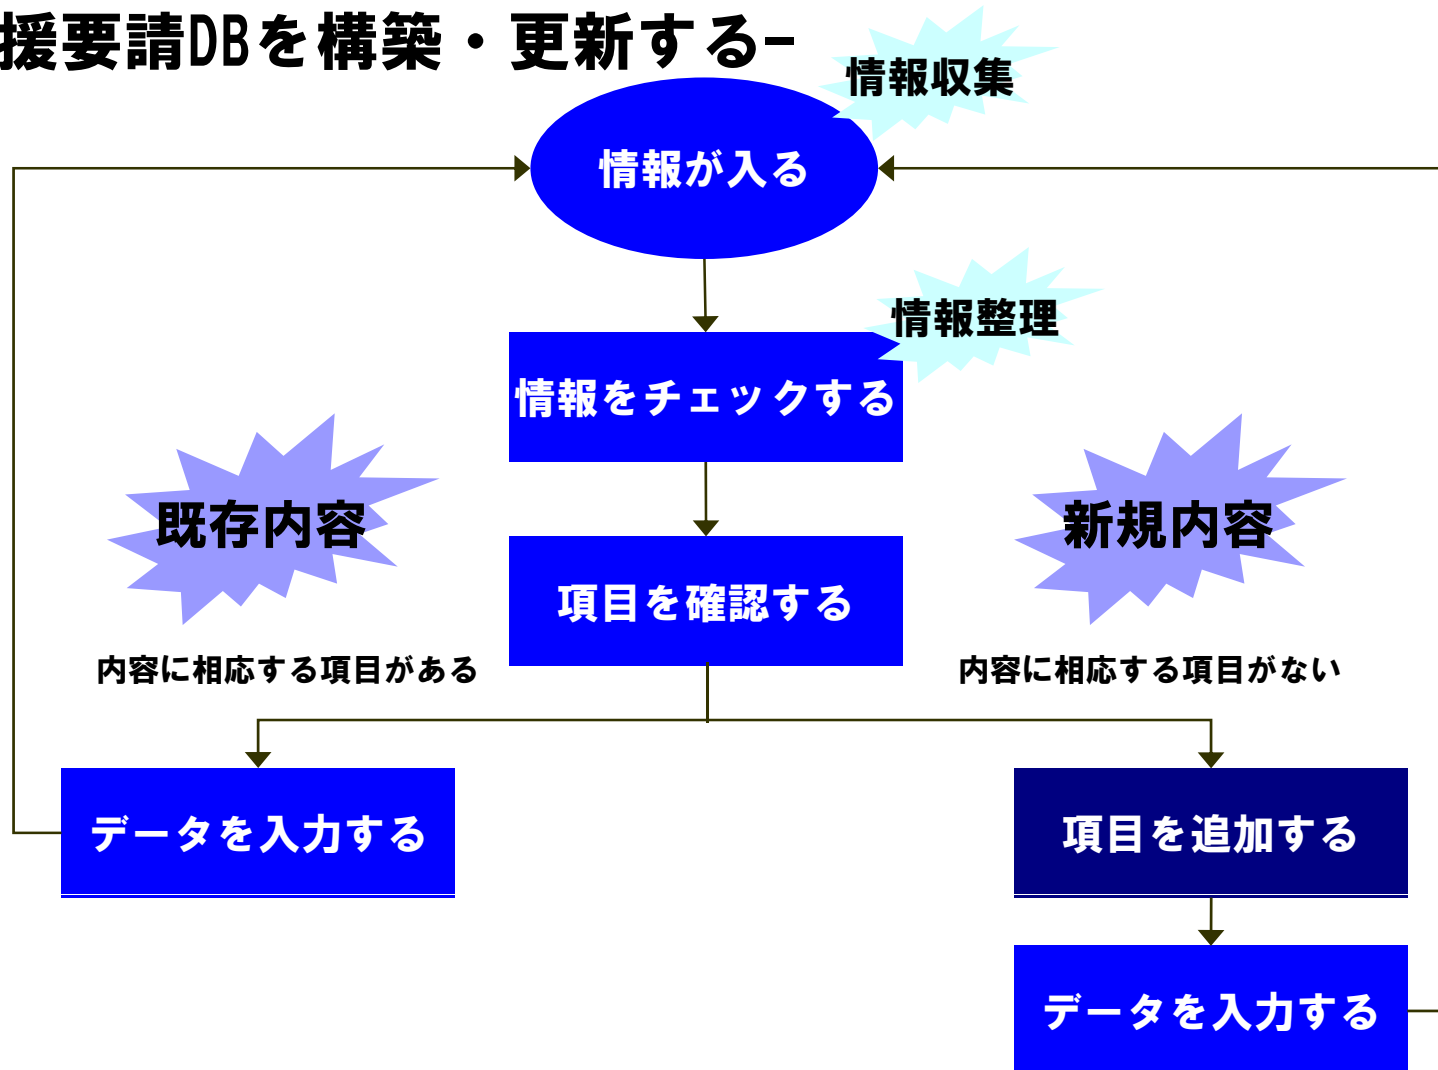 援要請DBを構築・更新する−
情報収集
情報が入る
情報整理
情報をチェックする
既存内容
新規内容
項目を確認する
内容に相応する項目がある
内容に相応する項目がない
データを入力する
項目を追加する
データを入力する